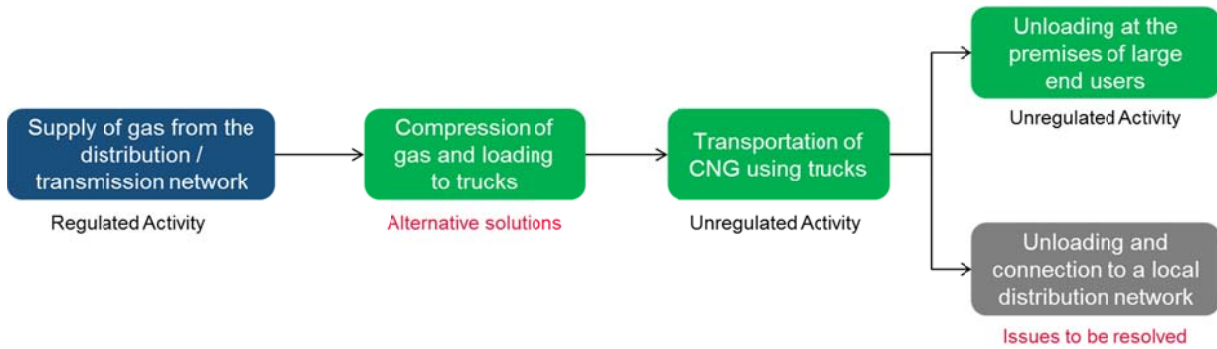 Supply of gas from the
distribution /
transmission network
Regulated Activity
Compression of
gas and loading
to trucks
Alternative solutions
Transportation of
CNG using trucks
Unregulated Activity
Unloading at the
premises of large
end users
Unregulated Activity
Unloading and
connection to a local
distribution network
Issues to be resolved